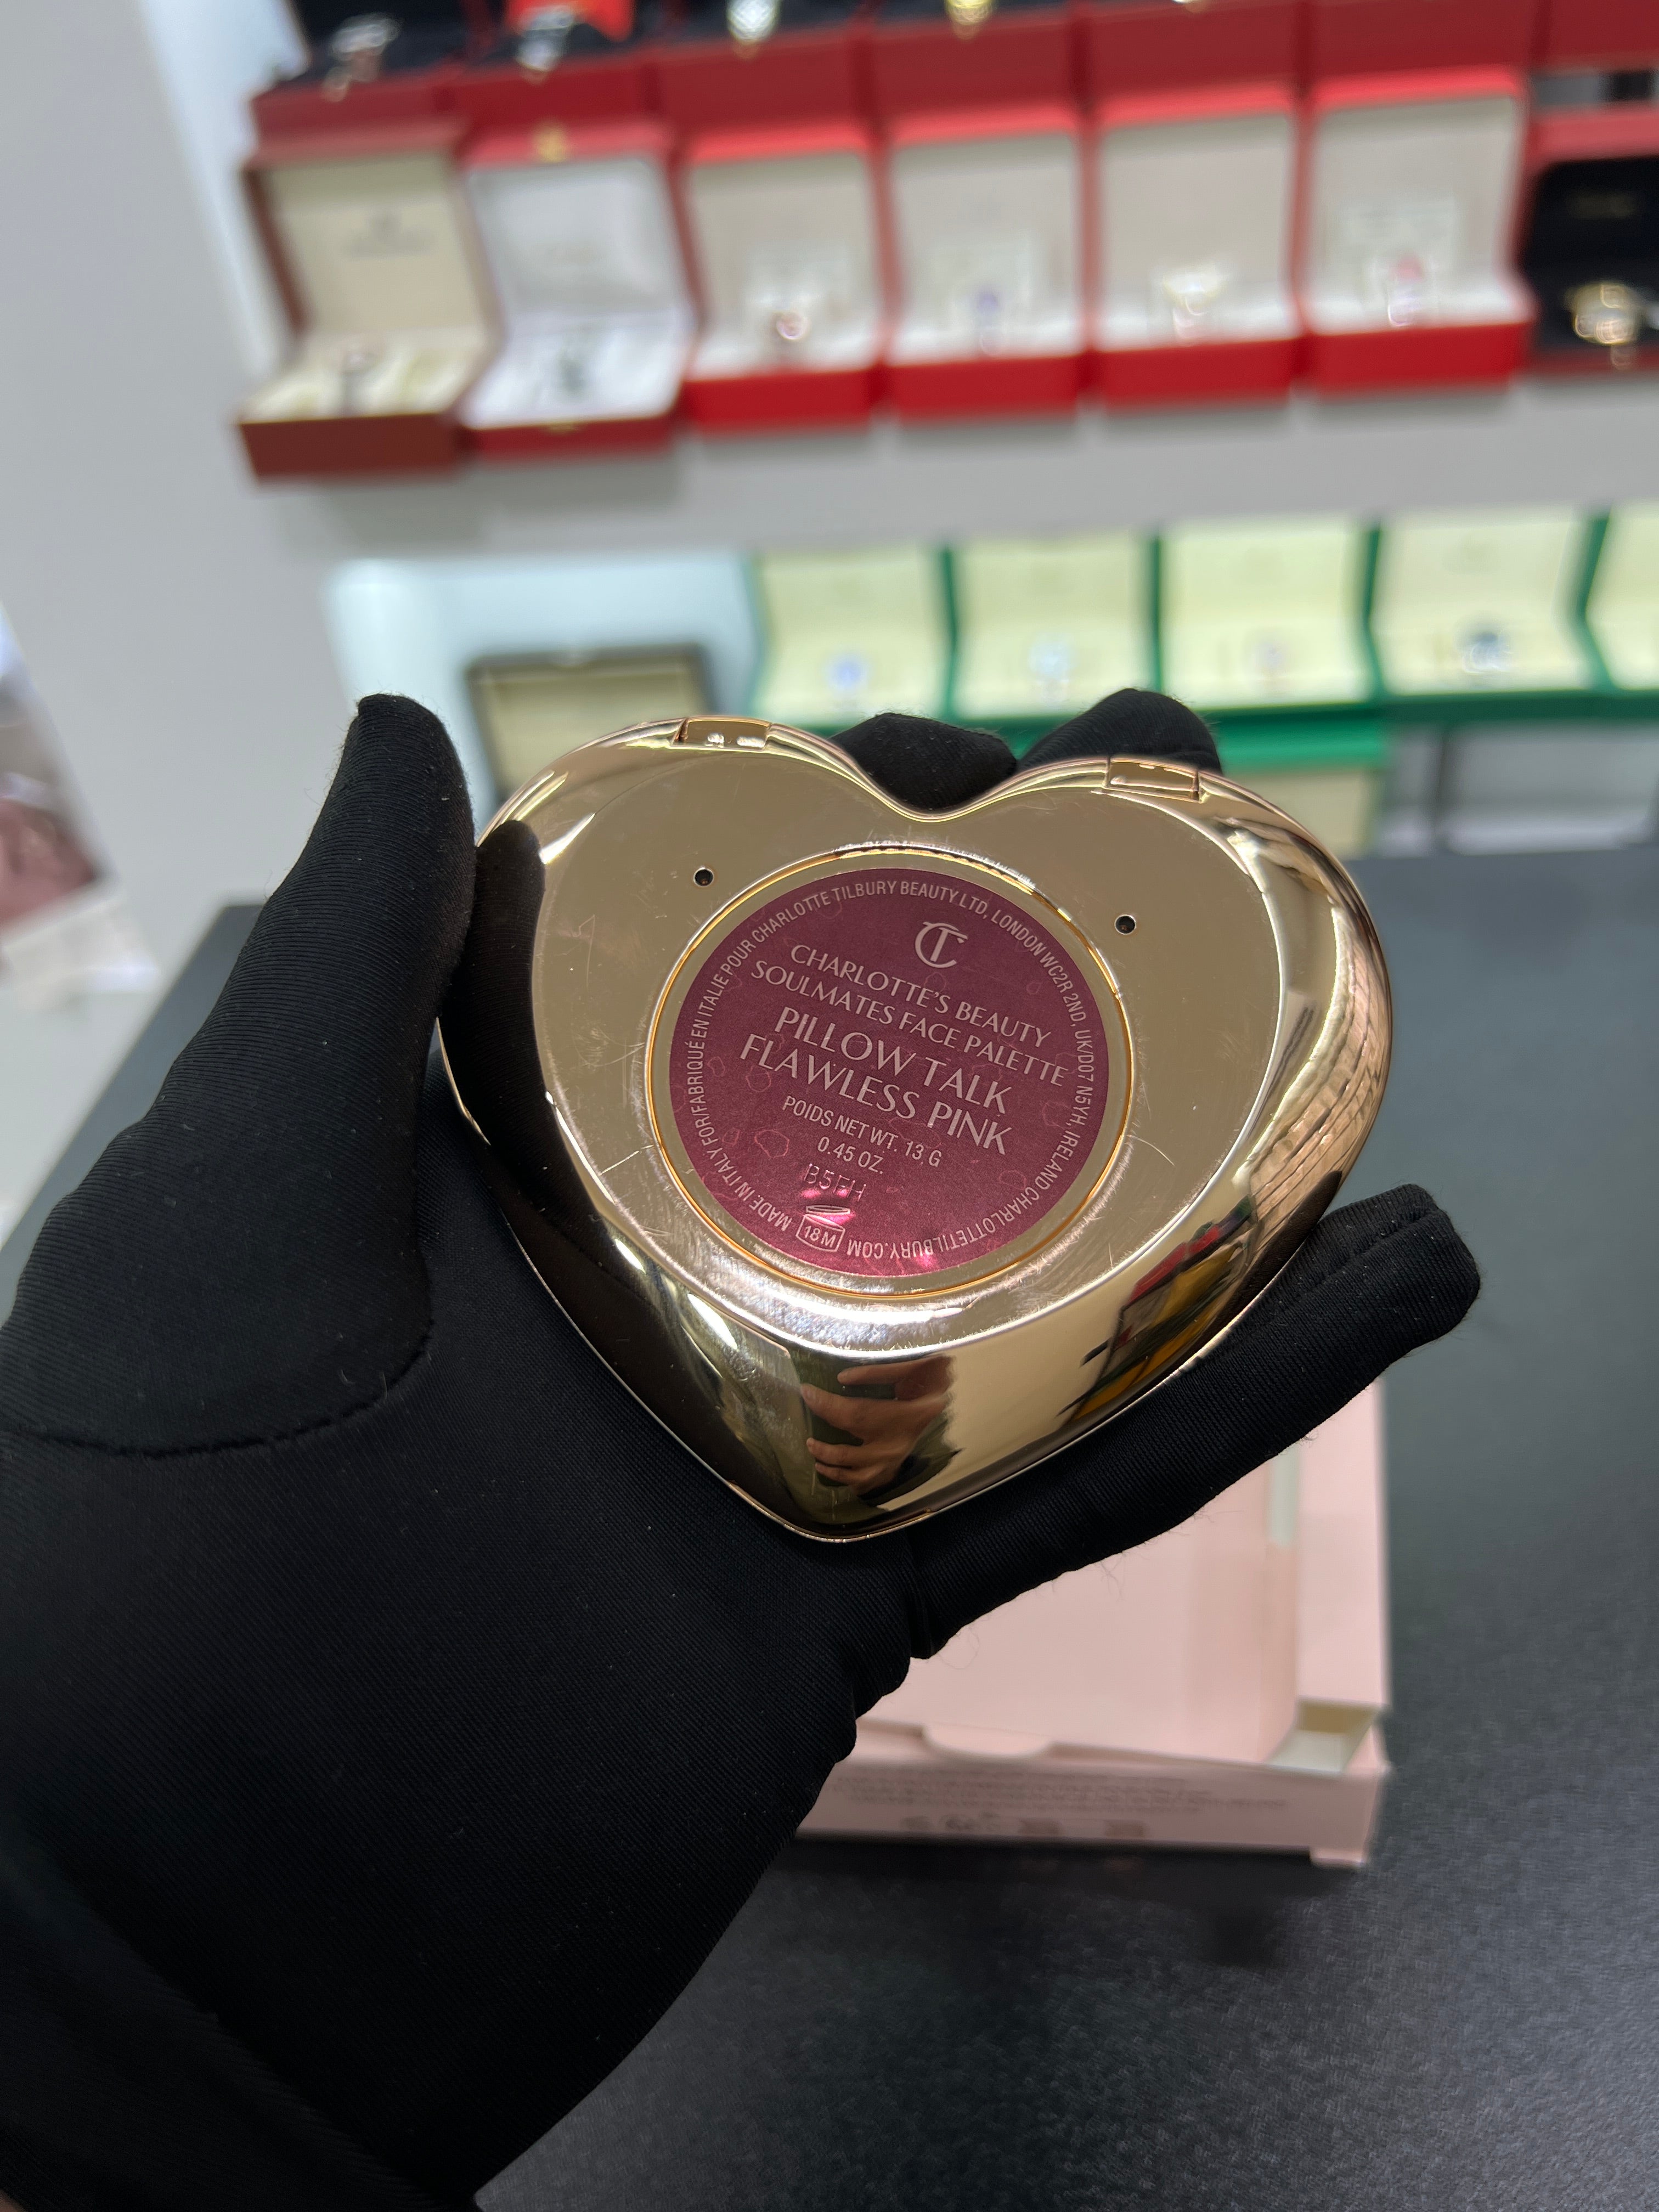 CT
CHARLOTTE'S BEAUTY
SOULMATES FACE PALETTE
PILLOW TALK
FLAWLESS PINK
POIDS NET WT. 13 G
0.45 OZ.
B5FH
18M
MADE IN ITALY FOR/FABRIQUÉ EN ITALIE POUR CHARLOTTE TILBURY BEAUTY LTD, LONDON WC2R 2ND, UK/D07 N5YH, IRELAND CHARLOTTETILBURY.COM